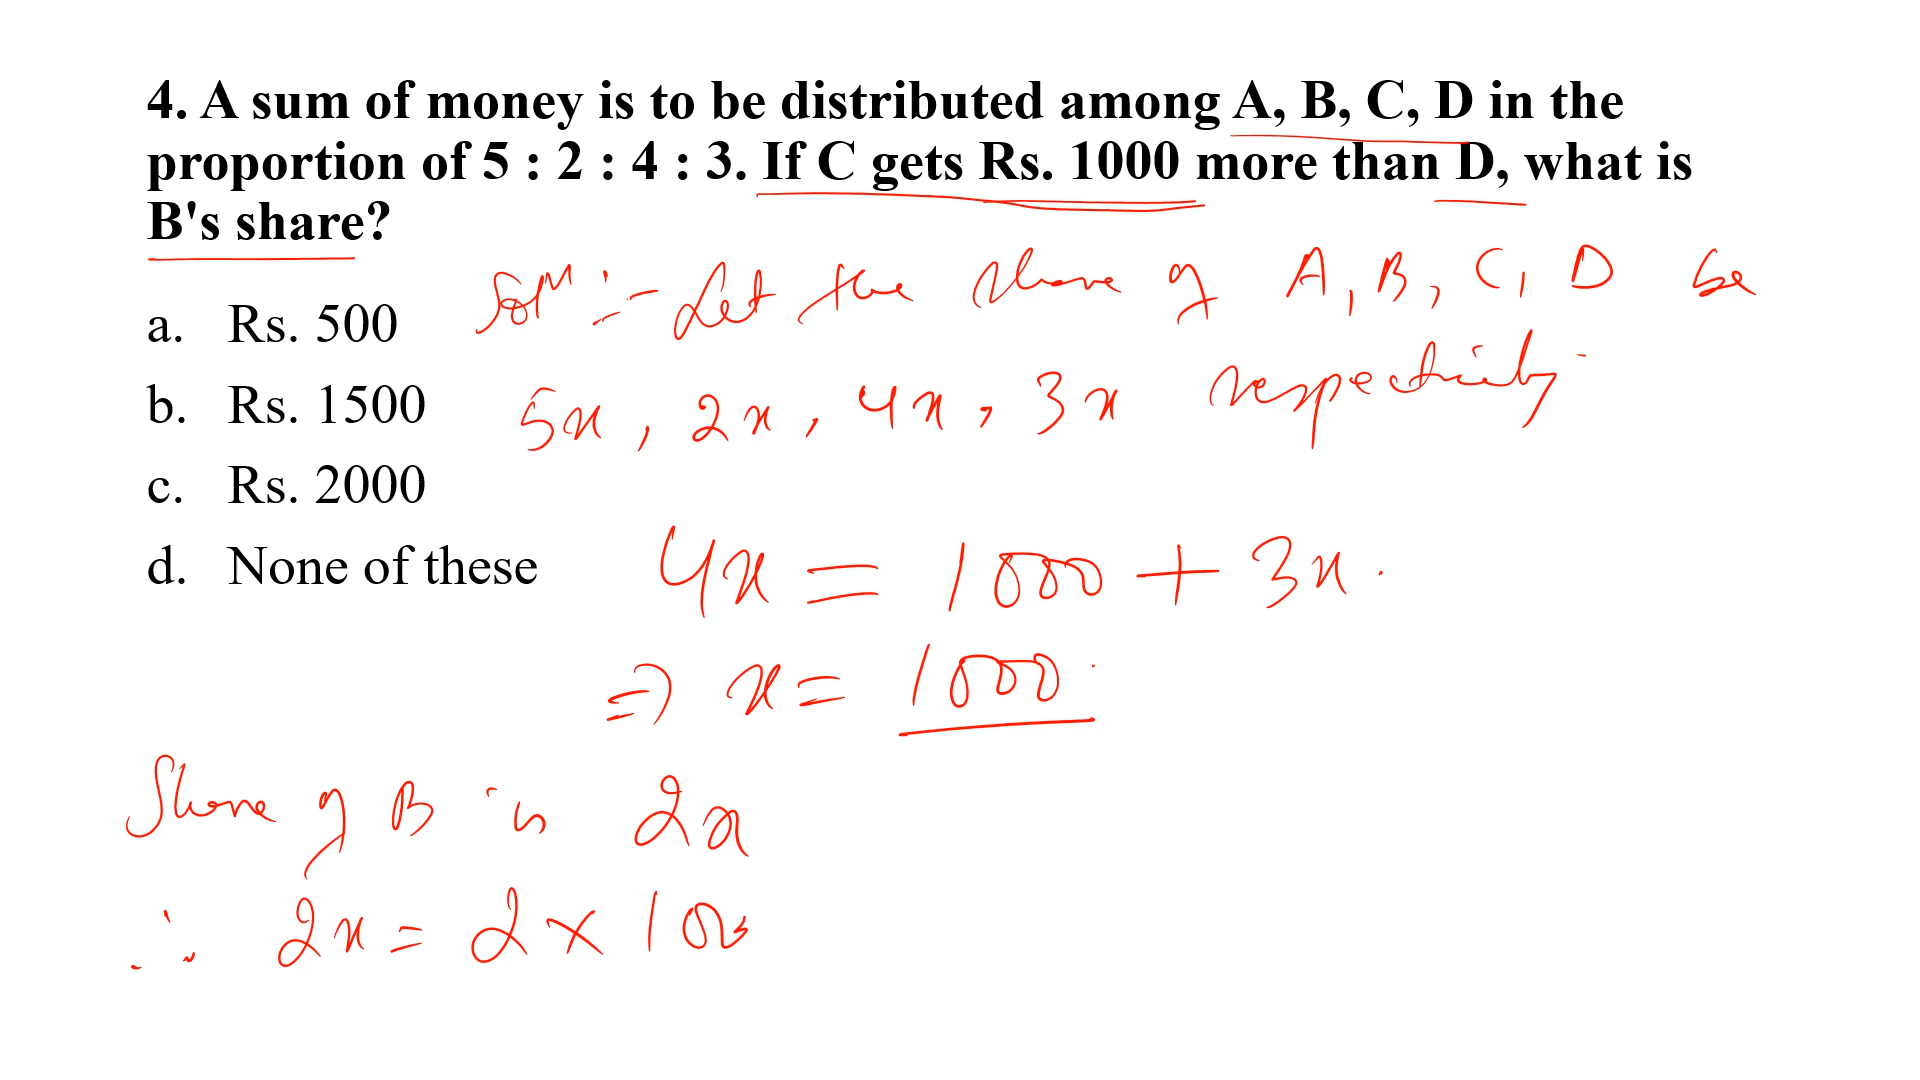 4. A sum of money is to be distributed among A, B, C, D in the
proportion of 5 : 2 : 4 : 3. If C gets Rs. 1000 more than D, what is
B's share?
Solⁿ :- Let the share of A, B, C, D be
a. Rs. 500
b. Rs. 1500
5x, 2x, 4x, 3x respectively
c. Rs. 2000
d. None of these
4x = 1000 + 3x.
⇒ x = 1000.
Share of B is 2x
∴ 2x = 2 × 100